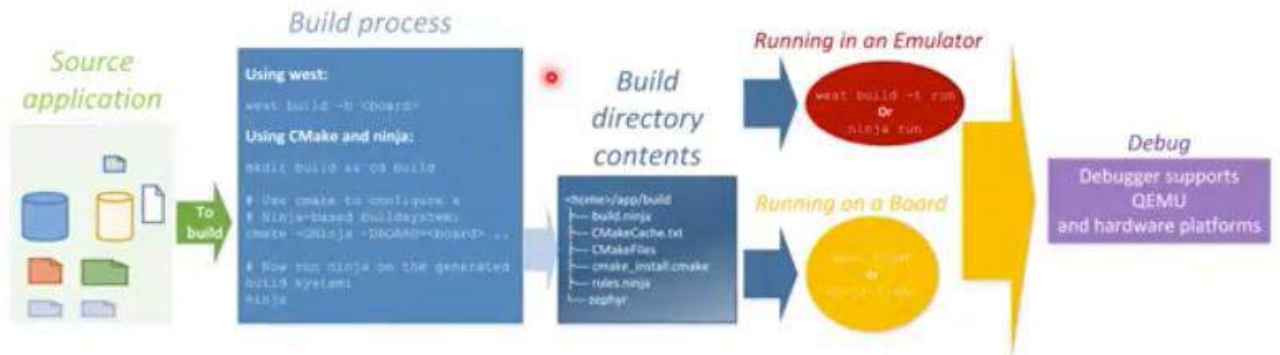 Source
application
To
build
Build process
Using west:
west build -b <board>
Using CMake and ninja:
mkdir build && cd build
# Use cmake to configure a
# Ninja-based buildsystem:
cmake -GNinja -DBOARD=<board> ..
# Now run ninja on the generated
build system:
ninja
Build
directory
contents
<home>/app/build
├── build.ninja
├── CMakeCache.txt
├── CMakeFiles
├── cmake_install.cmake
├── rules.ninja
└── zephyr
Running in an Emulator
west build -t run
Or
ninja run
Running on a Board
Or
Debug
Debugger supports
QEMU
and hardware platforms